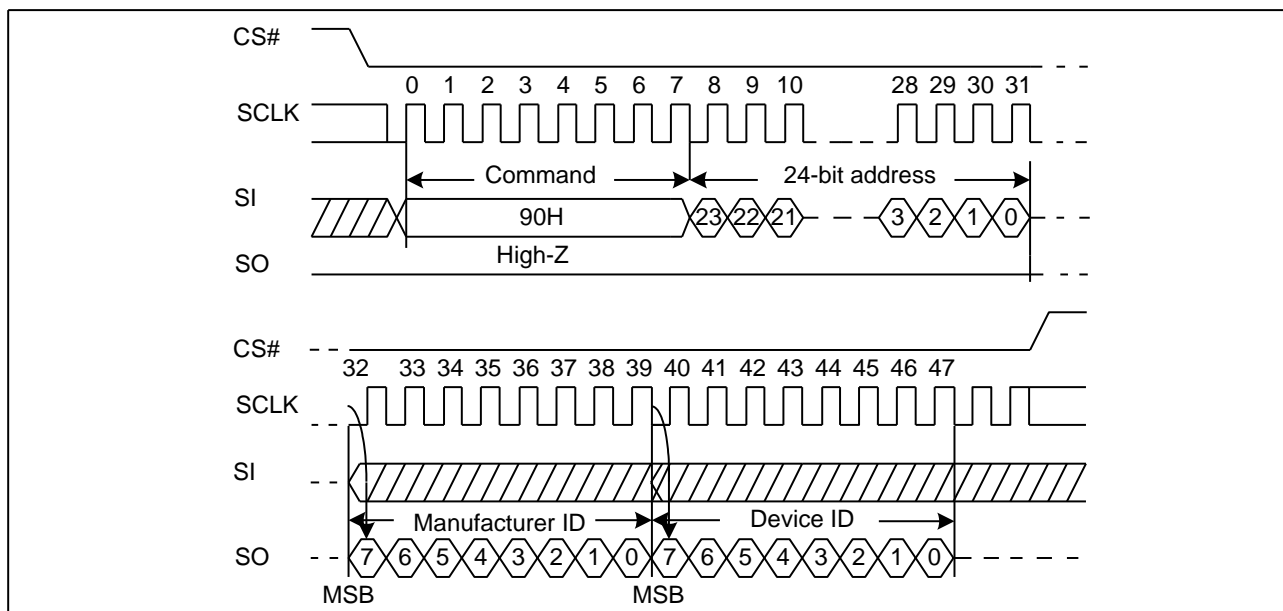 CS#
0 1 2 3 4 5 6 7 8 9 10 28 29 30 31
SCLK
Command 24-bit address
SI
90H 23 22 21 3 2 1 0
High-Z
SO
CS#
32 33 34 35 36 37 38 39 40 41 42 43 44 45 46 47
SCLK
SI
Manufacturer ID Device ID
SO 7 6 5 4 3 2 1 0 7 6 5 4 3 2 1 0
MSB MSB